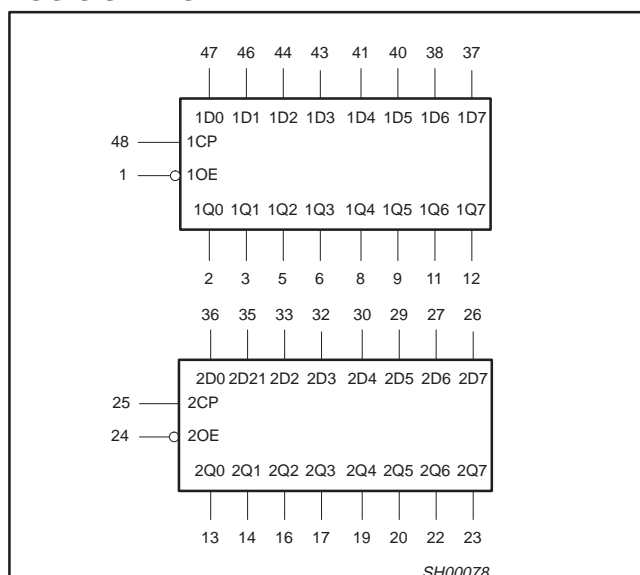 47 46 44 43 41 40 38 37
1D0 1D1 1D2 1D3 1D4 1D5 1D6 1D7
48 1CP
1 1OE
1Q0 1Q1 1Q2 1Q3 1Q4 1Q5 1Q6 1Q7
2 3 5 6 8 9 11 12
36 35 33 32 30 29 27 26
2D0 2D21 2D2 2D3 2D4 2D5 2D6 2D7
25 2CP
24 2OE
2Q0 2Q1 2Q2 2Q3 2Q4 2Q5 2Q6 2Q7
13 14 16 17 19 20 22 23
SH00078